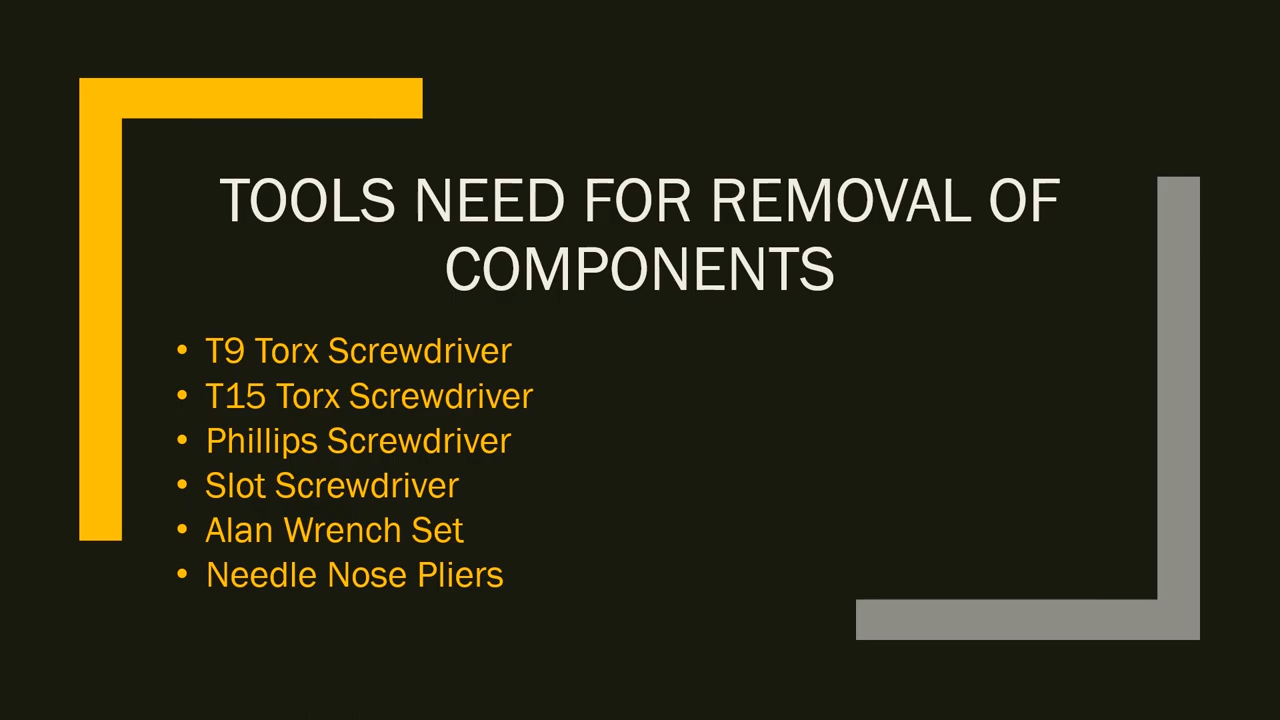 TOOLS NEED FOR REMOVAL OF
COMPONENTS
• T9 Torx Screwdriver
• T15 Torx Screwdriver
• Phillips Screwdriver
• Slot Screwdriver
• Alan Wrench Set
• Needle Nose Pliers